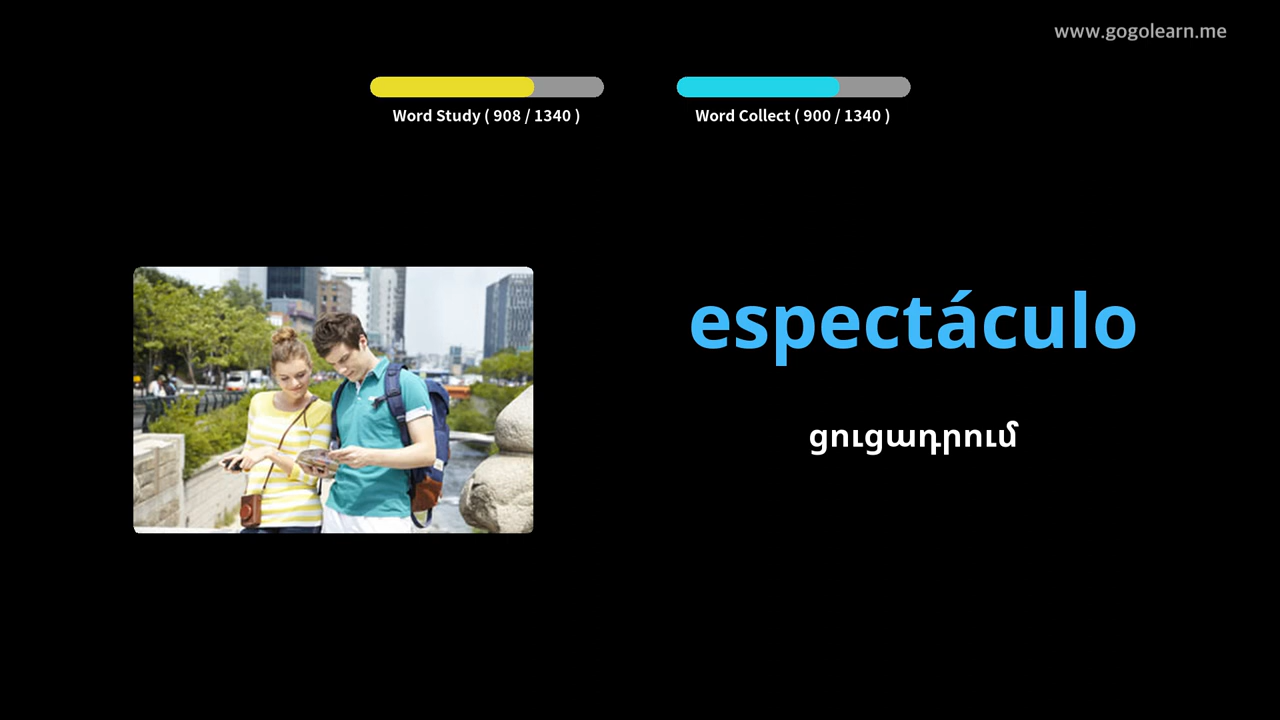 www.gogolearn.me
Word Study ( 908 / 1340 )
Word Collect ( 900 / 1340 )
espectáculo
ցուցադրում